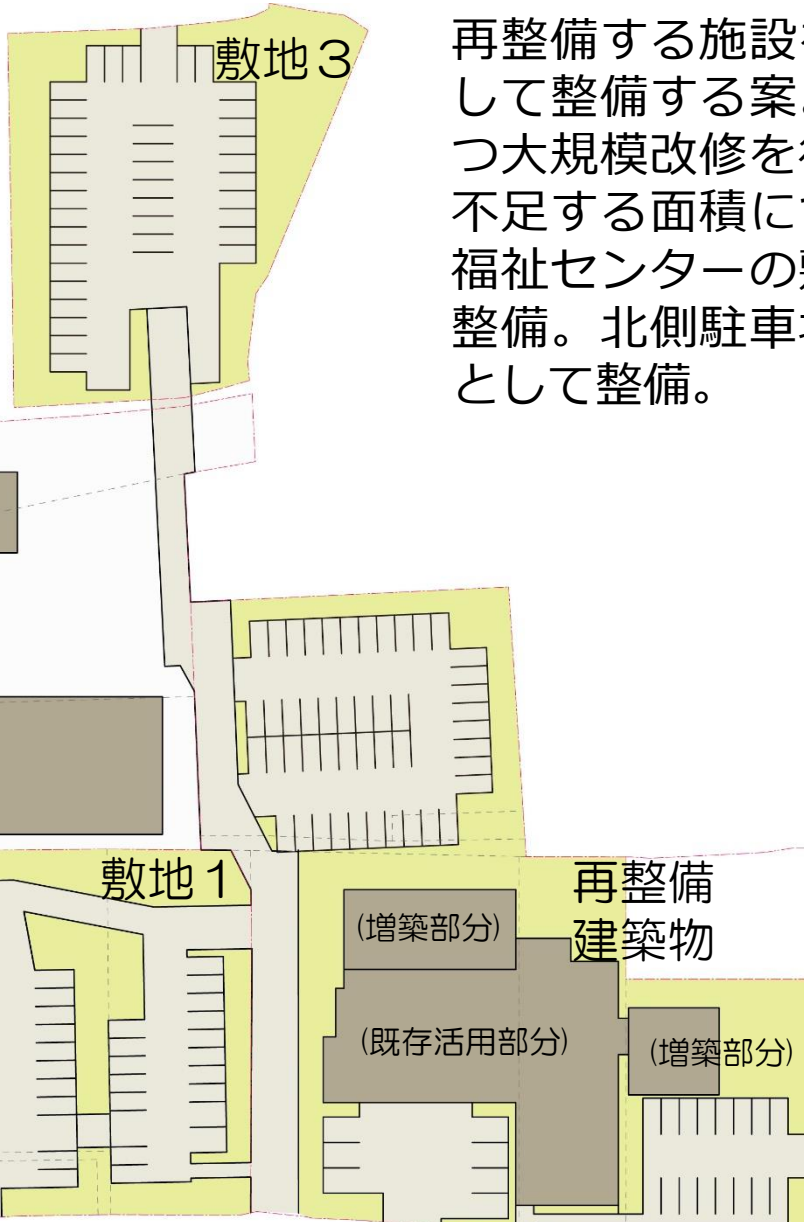 敷地３
再整備する施設
して整備する案
つ大規模改修を
不足する面積に
福祉センターの
整備。北側駐車
として整備。
敷地１
再整備
建築物
(増築部分)
(既存活用部分)
(増築部分)